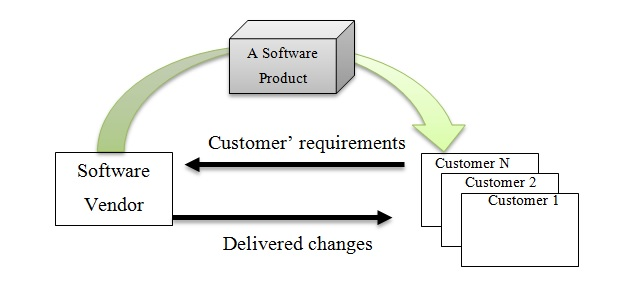 A Software
Product
Customer’ requirements
Software
Vendor
Customer N
Customer 2
Customer 1
Delivered changes